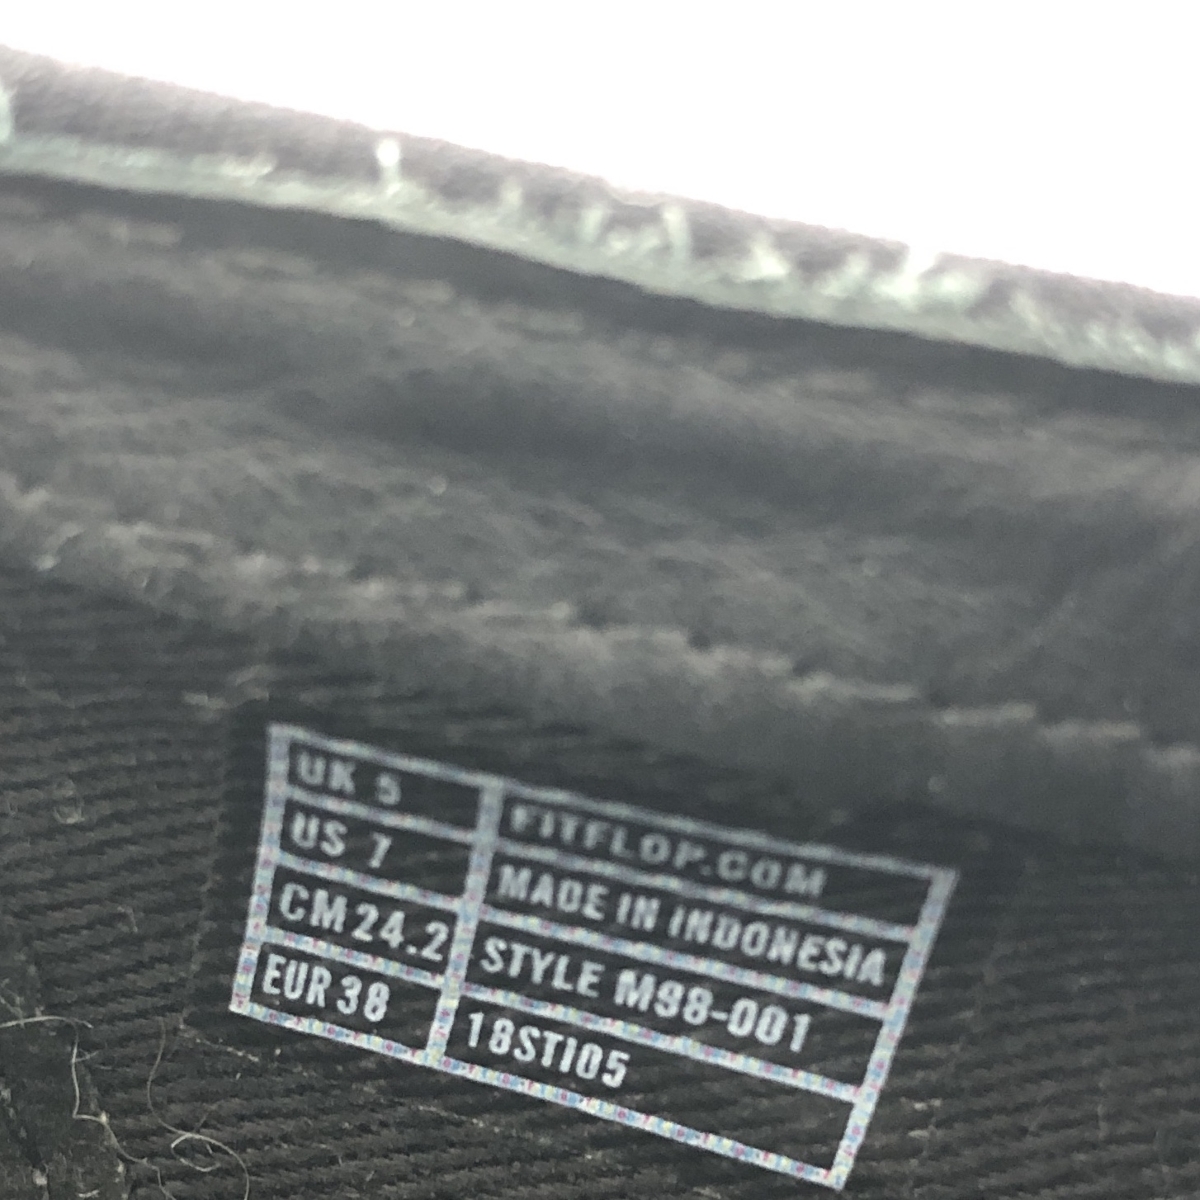 UK 5
US 7
CM 24.2
EUR 38
FITFLOP.COM
MADE IN INDONESIA
STYLE M98-001
18STI05